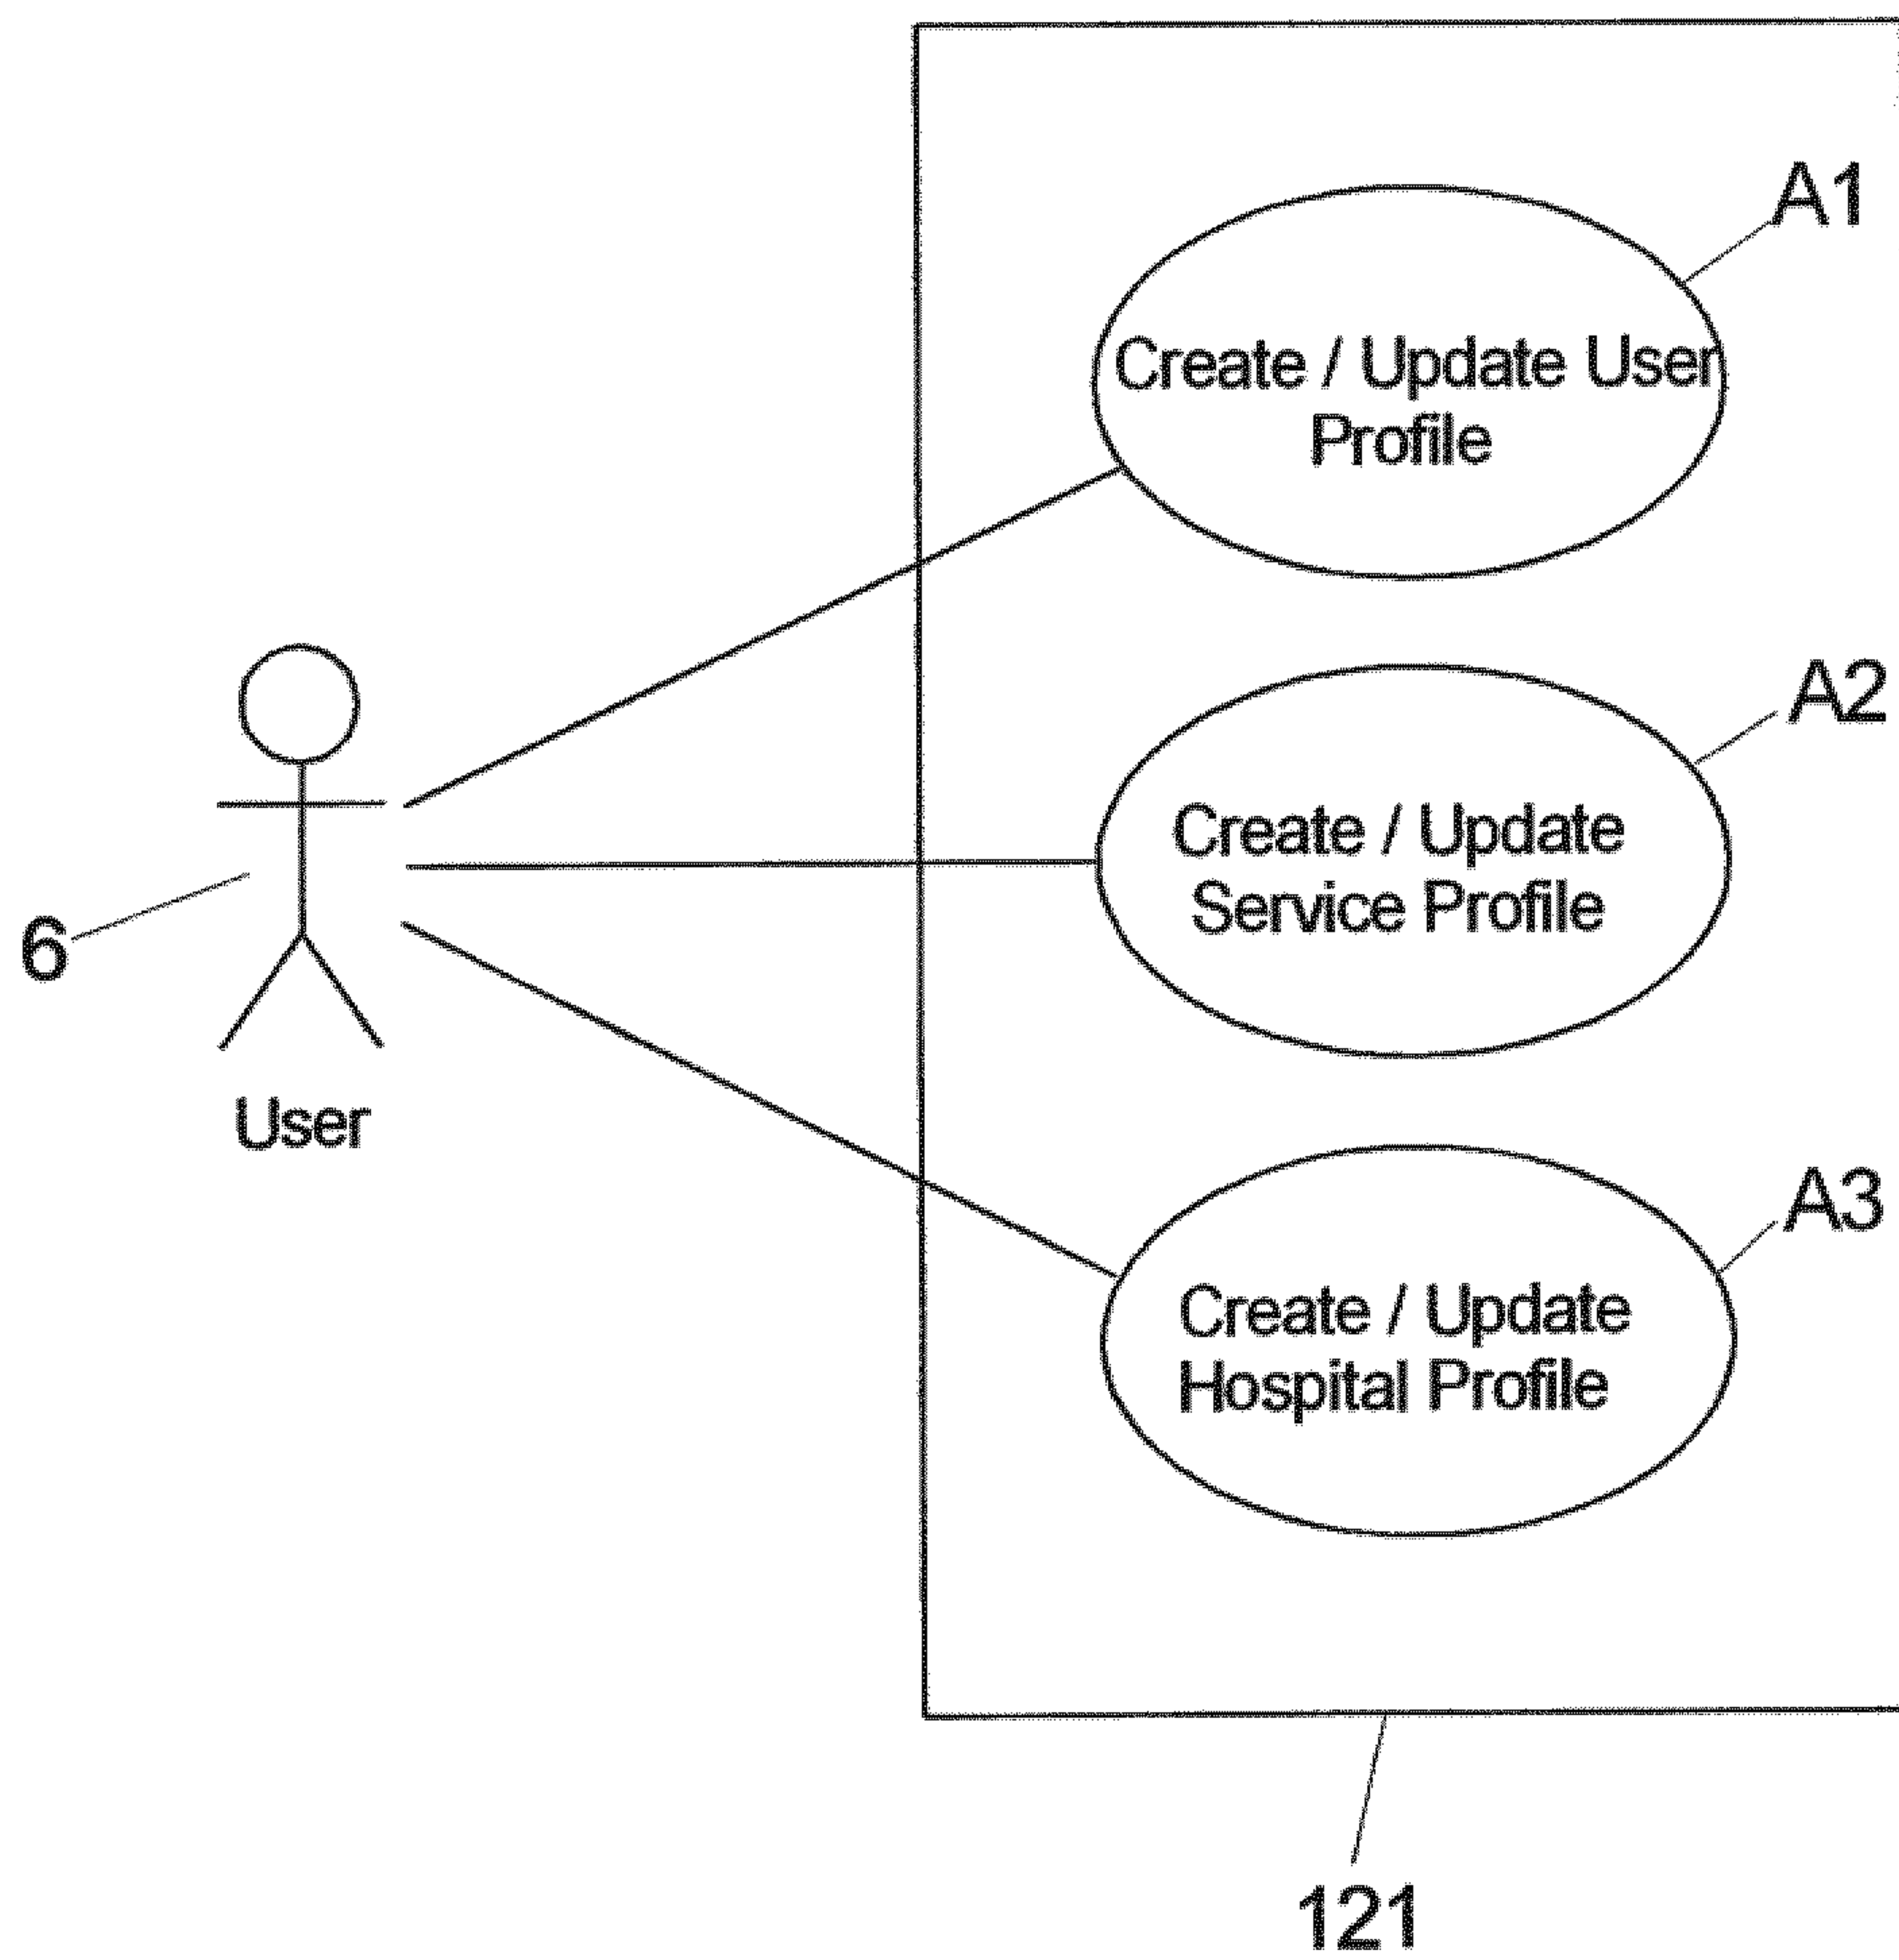 A1
Create / Update User
Profile
A2
Create / Update
Service Profile
6
User
A3
Create / Update
Hospital Profile
121